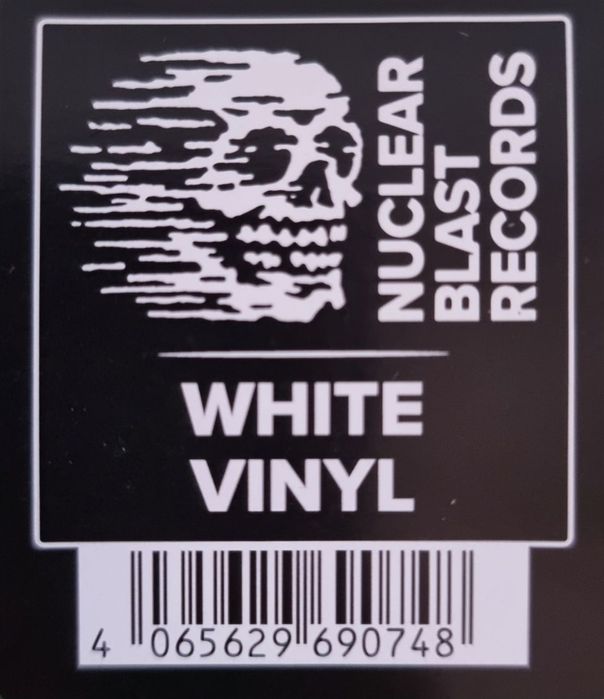 NUCLEAR
BLAST
RECORDS
WHITE
VINYL
4 065629 690748